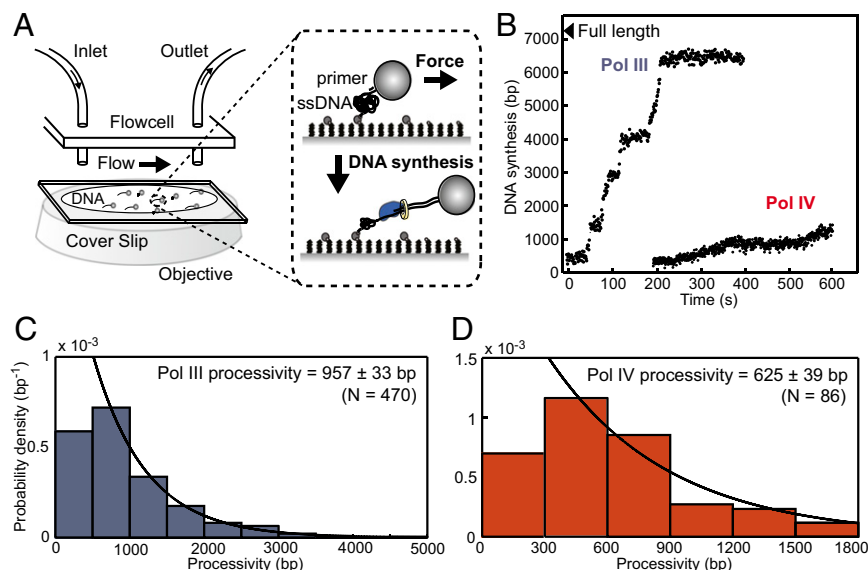 A
Inlet
Outlet
Flowcell
Flow
DNA
Cover Slip
Objective
primer
Force
ssDNA
DNA synthesis
B
Full length
Pol III
Pol IV
DNA synthesis (bp)
7000
6000
5000
4000
3000
2000
1000
0
0 100 200 300 400 500 600
Time (s)
C
x 10-3
Pol III processivity = 957 ± 33 bp
(N = 470)
Probability density (bp-1)
1
0.5
0
0 1000 2000 3000 4000 5000
Processivity (bp)
D
x 10-3
Pol IV processivity = 625 ± 39 bp
(N = 86)
1.5
1
0.5
0
0 300 600 900 1200 1500 1800
Processivity (bp)